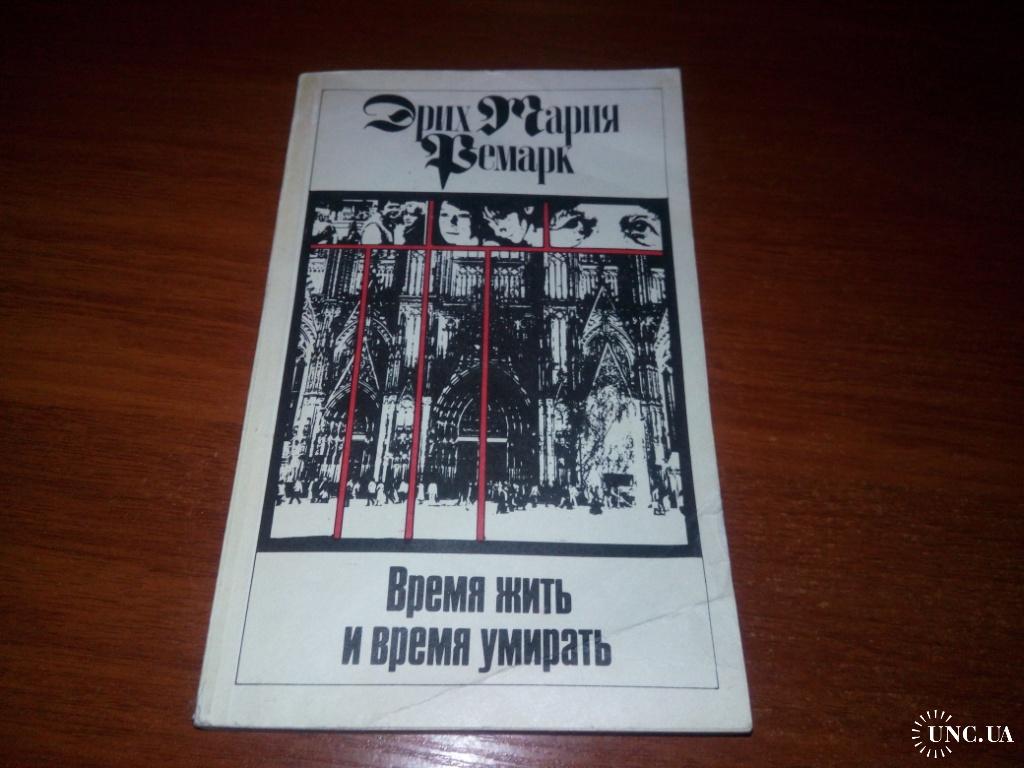 Эрих Мария
Ремарк
Время жить
и время умирать
UNC.UA